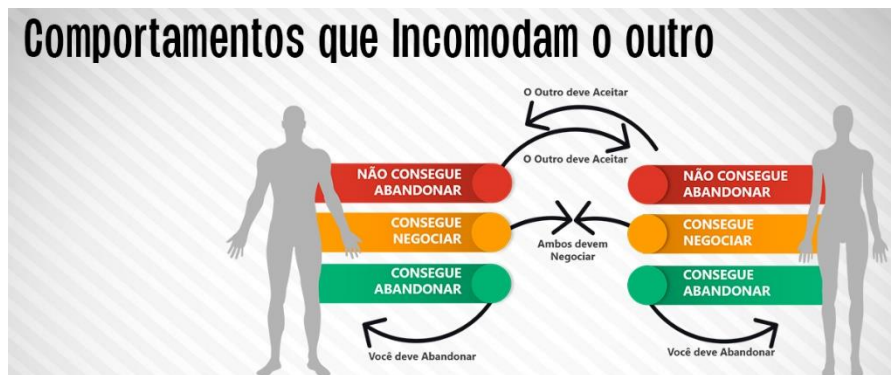 Comportamentos que Incomodam o outro
O Outro deve Aceitar
O Outro deve Aceitar
NÃO CONSEGUE
ABANDONAR
NÃO CONSEGUE
ABANDONAR
CONSEGUE
NEGOCIAR
Ambos devem
Negociar
CONSEGUE
NEGOCIAR
CONSEGUE
ABANDONAR
CONSEGUE
ABANDONAR
Você deve Abandonar
Você deve Abandonar